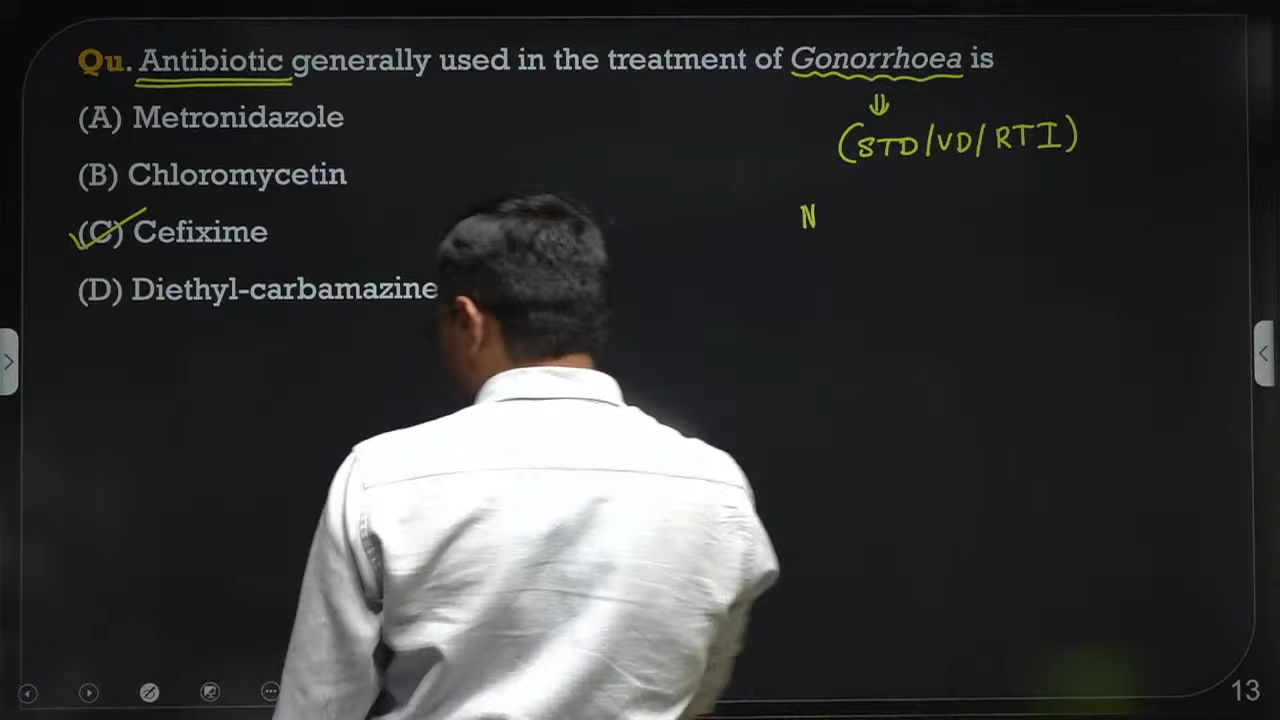 Qu. Antibiotic generally used in the treatment of Gonorrhoea is
(A) Metronidazole
(STD/VD/RTI)
(B) Chloromycetin
(C) Cefixime
N
(D) Diethyl-carbamazine
13